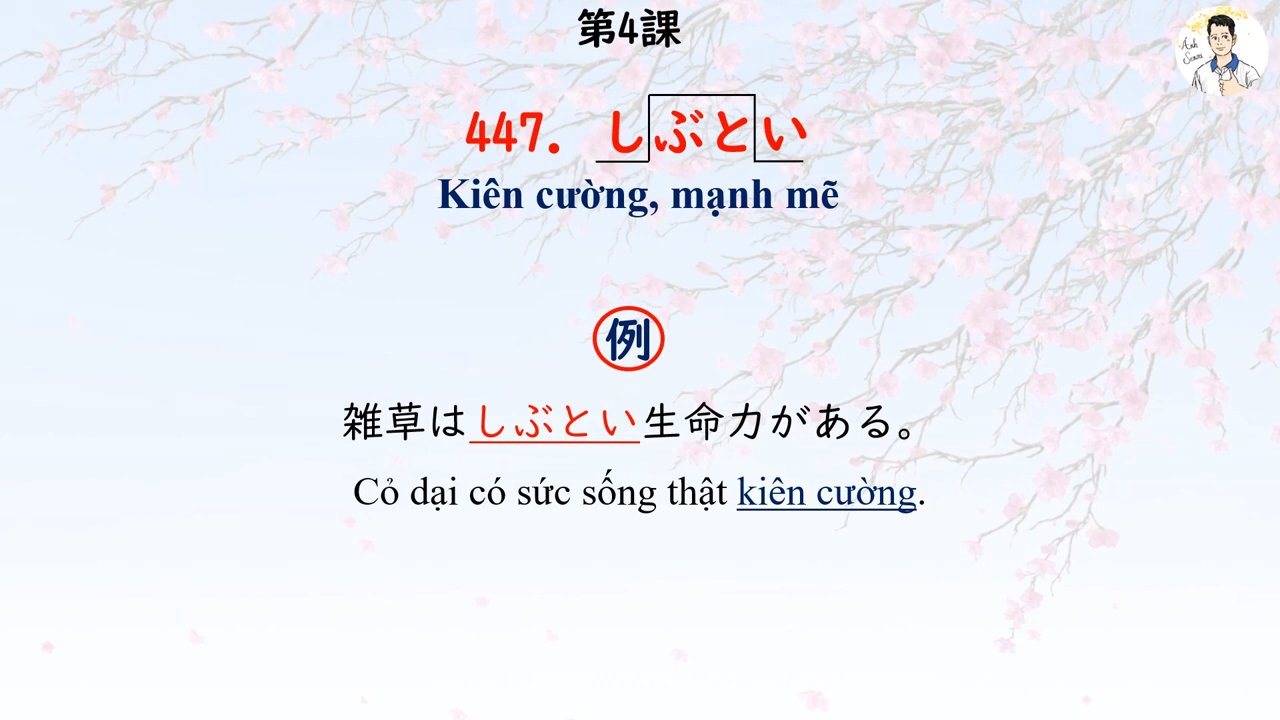 第4課
447. しぶとい
Kiên cường, mạnh mẽ
例
雑草はしぶとい生命力がある。
Cỏ dại có sức sống thật kiên cường.